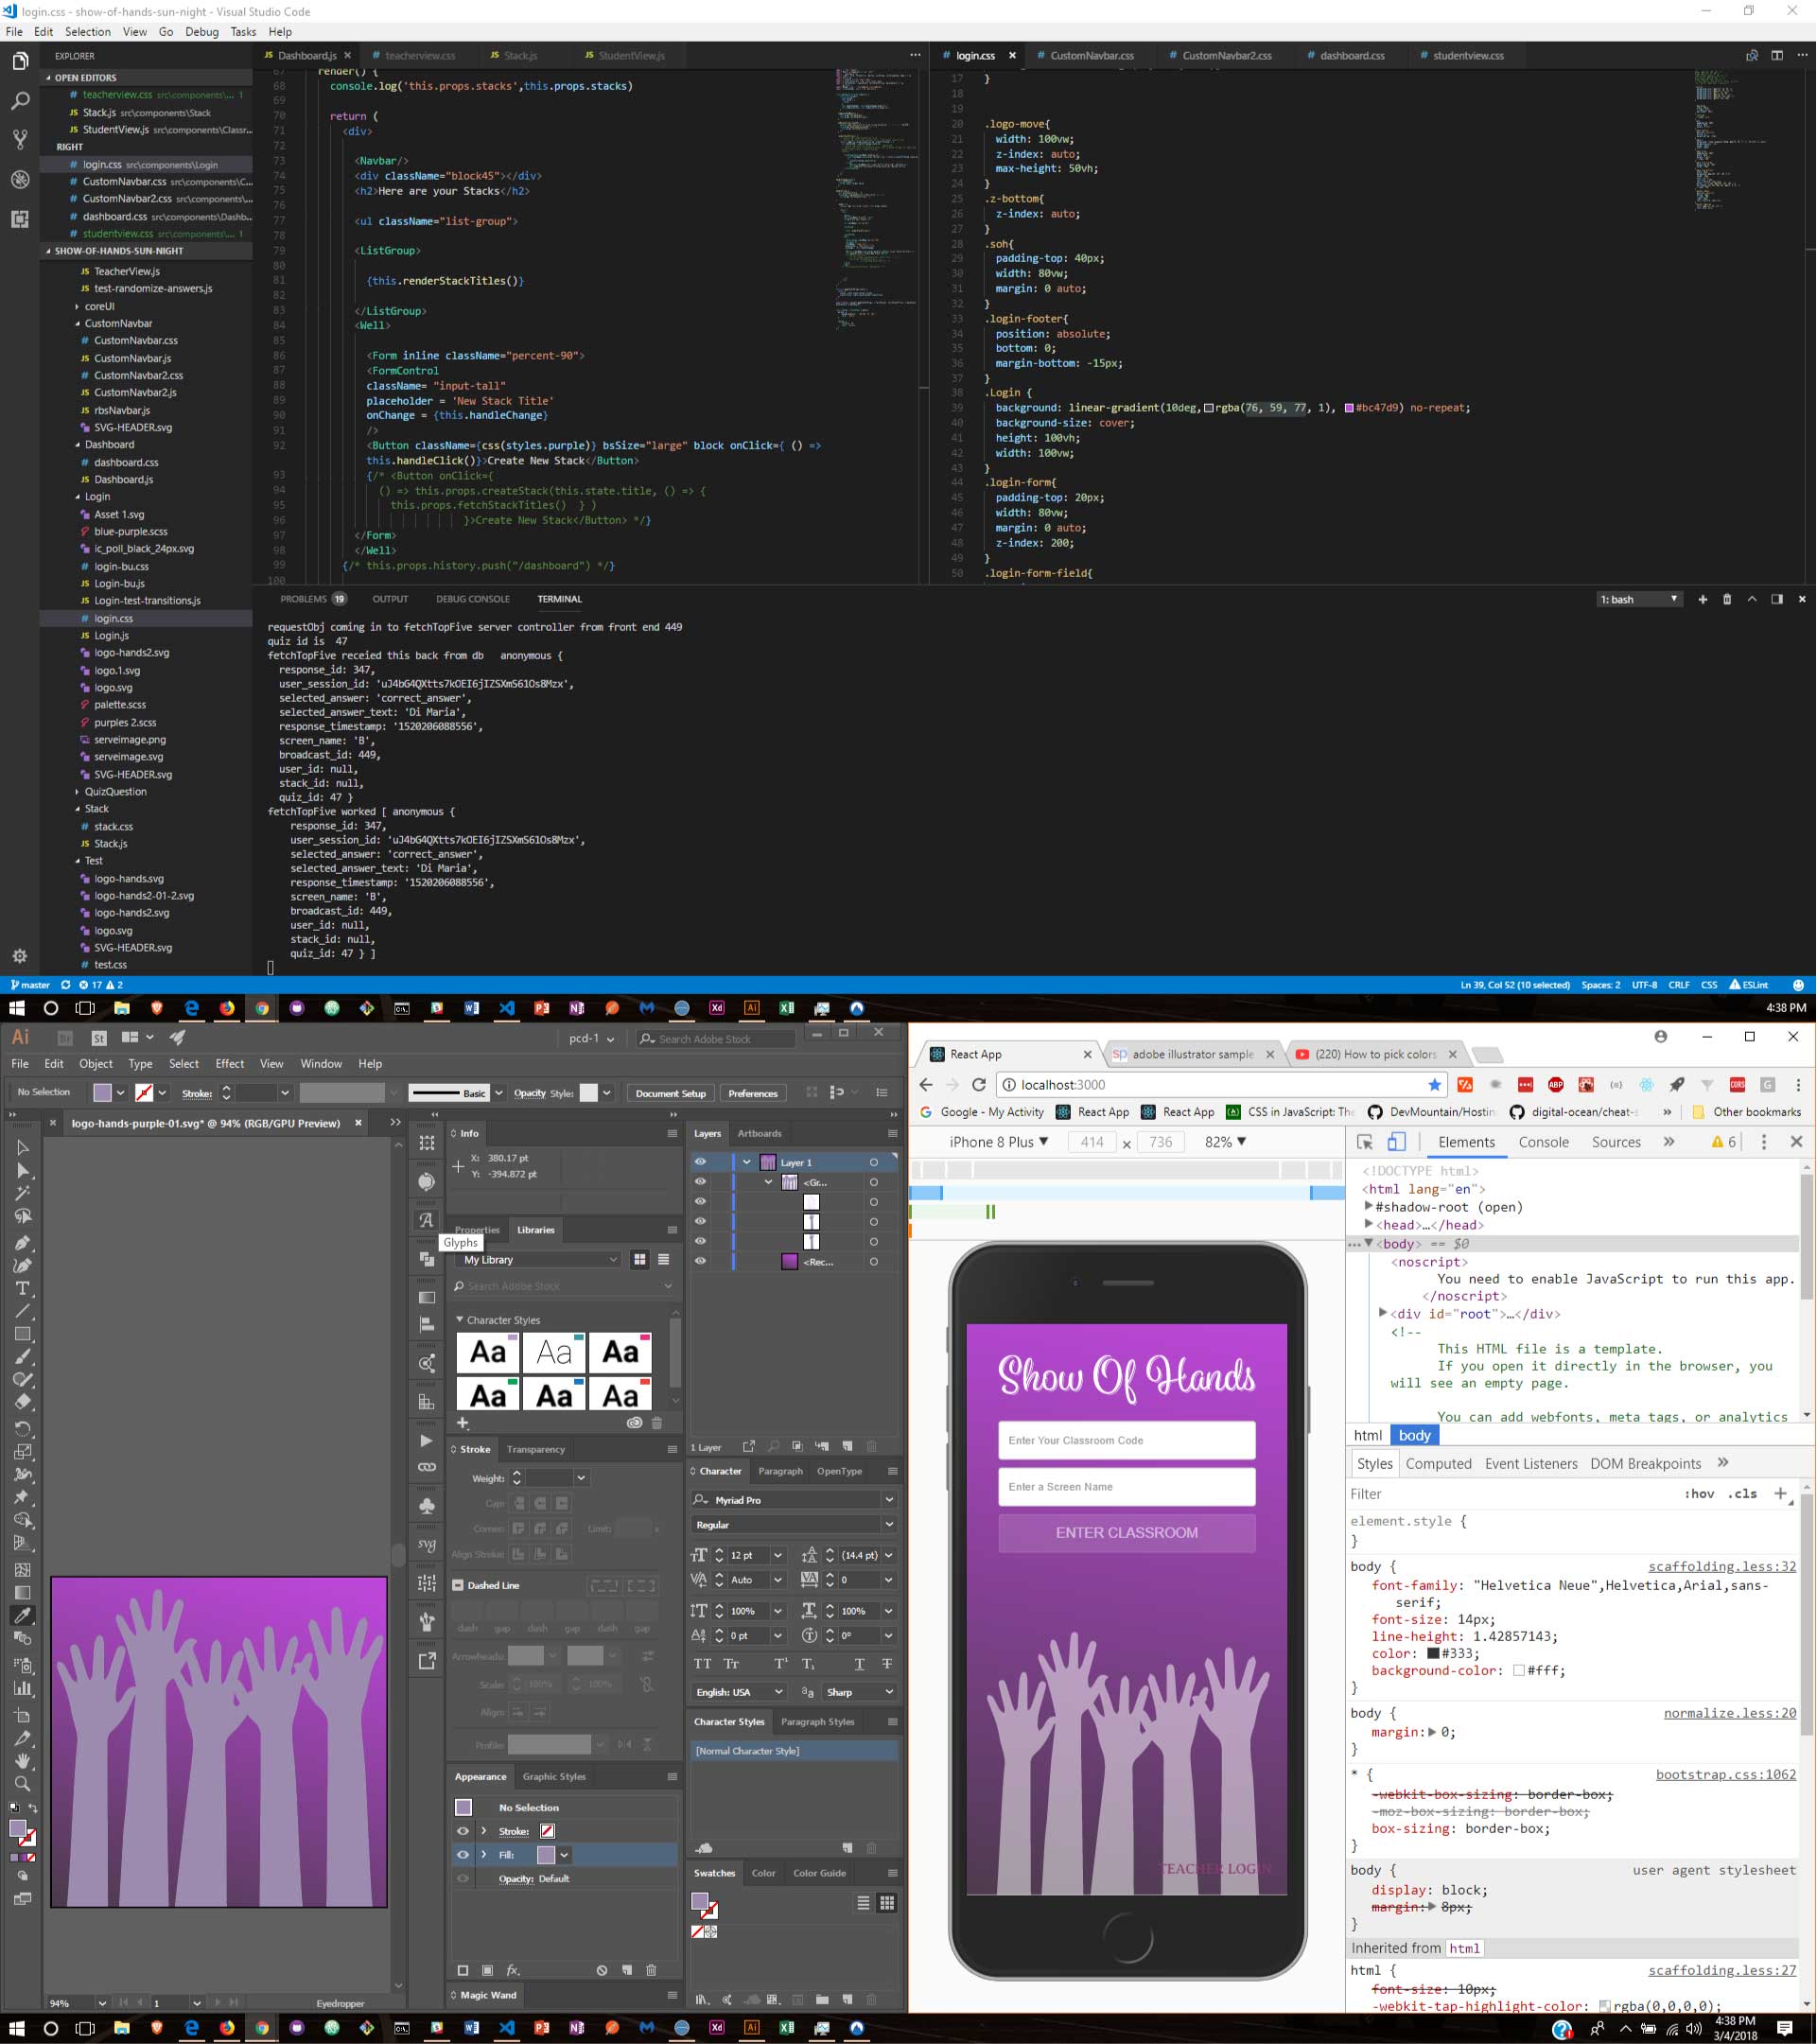 login.css - show-of-hands-sun-night - Visual Studio Code
File Edit Selection View Go Debug Tasks Help
EXPLORER
OPEN EDITORS
# teacherview.css src\components\... 1
JS Stack.js src\components\Stack
JS StudentView.js src\components\Classr...
RIGHT
# login.css src\components\Login
# CustomNavbar.css src\components\C...
# CustomNavbar2.css src\components...
# dashboard.css src\components\Dashb...
# studentview.css src\components\... 1
SHOW-OF-HANDS-SUN-NIGHT
JS TeacherView.js
JS test-randomize-answers.js
coreUI
CustomNavbar
# CustomNavbar.css
JS CustomNavbar.js
# CustomNavbar2.css
JS CustomNavbar2.js
JS rbsNavbar.js
SVG-HEADER.svg
Dashboard
# dashboard.css
JS Dashboard.js
Login
Asset 1.svg
blue-purple.scss
ic_poll_black_24px.svg
# login-bu.css
JS Login-bu.js
JS Login-test-transitions.js
# login.css
JS Login.js
logo-hands2.svg
logo.1.svg
logo.svg
palette.scss
purples 2.scss
serveimage.png
serveimage.svg
SVG-HEADER.svg
QuizQuestion
Stack
# stack.css
JS Stack.js
Test
logo-hands.svg
logo-hands2-01-2.svg
logo-hands2.svg
logo.svg
SVG-HEADER.svg
# test.css
JS Dashboard.js # teacherview.css JS Stack.js JS StudentView.js
67 render() {
68 console.log('this.props.stacks',this.props.stacks)
69
70 return (
71 <div>
72
73 <Navbar/>
74 <div className="block45"></div>
75 <h2>Here are your Stacks</h2>
76
77 <ul className="list-group">
78
79 <ListGroup>
80
81 {this.renderStackTitles()}
82
83 </ListGroup>
84 <Well>
85
86 <Form inline className="percent-90">
87 <FormControl
88 className= "input-tall"
89 placeholder = 'New Stack Title'
90 onChange = {this.handleChange}
91 />
92 <Button className={css(styles.purple)} bsSize="large" block onClick={ () =>
this.handleClick()}>Create New Stack</Button>
93 {/* <Button onClick={
94 () => this.props.createStack(this.state.title, () => {
95 this.props.fetchStackTitles() } )
96 }>Create New Stack</Button> */}
97 </Form>
98 </Well>
99 {/* this.props.history.push("/dashboard") */}
100
# login.css # CustomNavbar.css # CustomNavbar2.css # dashboard.css # studentview.css
17 }
18
19
20 .logo-move{
21 width: 100vw;
22 z-index: auto;
23 max-height: 50vh;
24 }
25 .z-bottom{
26 z-index: auto;
27 }
28 .soh{
29 padding-top: 40px;
30 width: 80vw;
31 margin: 0 auto;
32 }
33 .login-footer{
34 position: absolute;
35 bottom: 0;
36 margin-bottom: -15px;
37 }
38 .Login {
39 background: linear-gradient(10deg, rgba(76, 59, 77, 1), #bc47d9) no-repeat;
40 background-size: cover;
41 height: 100vh;
42 width: 100vw;
43 }
44 .login-form{
45 padding-top: 20px;
46 width: 80vw;
47 margin: 0 auto;
48 z-index: 200;
49 }
50 .login-form-field{
PROBLEMS 19 OUTPUT DEBUG CONSOLE TERMINAL
1: bash
requestObj coming in to fetchTopFive server controller from front end 449
quiz id is 47
fetchTopFive receied this back from db anonymous {
response_id: 347,
user_session_id: 'uJ4bG4QXtts7kOEI6jIZSXmS61Os8Mzx',
selected_answer: 'correct_answer',
selected_answer_text: 'Di Maria',
response_timestamp: '1520206088556',
screen_name: 'B',
broadcast_id: 449,
user_id: null,
stack_id: null,
quiz_id: 47 }
fetchTopFive worked [ anonymous {
response_id: 347,
user_session_id: 'uJ4bG4QXtts7kOEI6jIZSXmS61Os8Mzx',
selected_answer: 'correct_answer',
selected_answer_text: 'Di Maria',
response_timestamp: '1520206088556',
screen_name: 'B',
broadcast_id: 449,
user_id: null,
stack_id: null,
quiz_id: 47 } ]
master 17 2
Ln 39, Col 52 (10 selected) Spaces: 2 UTF-8 CRLF CSS ESLint
4:38 PM
Ai Br St pcd-1 Search Adobe Stock
File Edit Object Type Select Effect View Window Help
No Selection Stroke: Basic Opacity Style: Document Setup Preferences
logo-hands-purple-01.svg* @ 94% (RGB/GPU Preview)
Info
X: 380.17 pt
Y: -394.872 pt
Properties Libraries
Glyphs
My Library
Search Adobe Stock
Character Styles
Aa Aa Aa
Aa Aa Aa
Stroke Transparency
Weight:
Cap:
Corner: Limit:
Align Stroke:
Dashed Line
dash gap dash gap dash gap
Arrowheads:
Scale: 100% 100%
Align:
Profile:
Appearance Graphic Styles
No Selection
Stroke:
Fill:
Opacity: Default
fx
Magic Wand
94% 1 Eyedropper
svg
Layers Artboards
Layer 1
<Gr...
<Rec...
1 Layer
Character Paragraph OpenType
Myriad Pro
Regular
12 pt (14.4 pt)
Auto 0
100% 100%
0 pt 0°
English: USA Sharp
Character Styles Paragraph Styles
[Normal Character Style]
Swatches Color Color Guide
React App adobe illustrator sample (220) How to pick colors
localhost:3000
Google - My Activity React App React App CSS in JavaScript: The DevMountain/Hostin digital-ocean/cheat-s » Other bookmarks
iPhone 8 Plus ▼ 414 x 736 82% ▼
Show Of Hands
Enter Your Classroom Code
Enter a Screen Name
ENTER CLASSROOM
TEACHER LOGIN
Elements Console Sources » 6
<!DOCTYPE html>
<html lang="en">
#shadow-root (open)
<head>…</head>
<body> == $0
<noscript>
You need to enable JavaScript to run this app.
</noscript>
<div id="root">…</div>
<!--
This HTML file is a template.
If you open it directly in the browser, you
will see an empty page.
You can add webfonts, meta tags, or analytics
html body
Styles Computed Event Listeners DOM Breakpoints »
Filter :hov .cls +
element.style {
}
body { scaffolding.less:32
font-family: "Helvetica Neue",Helvetica,Arial,sans-
serif;
font-size: 14px;
line-height: 1.42857143;
color: #333;
background-color: #fff;
}
body { normalize.less:20
margin: 0;
}
* { bootstrap.css:1062
-webkit-box-sizing: border-box;
-moz-box-sizing: border-box;
box-sizing: border-box;
}
body { user agent stylesheet
display: block;
margin: 8px;
}
Inherited from html
html { scaffolding.less:27
font-size: 10px;
-webkit-tap-highlight-color: rgba(0,0,0,0);
4:38 PM
3/4/2018